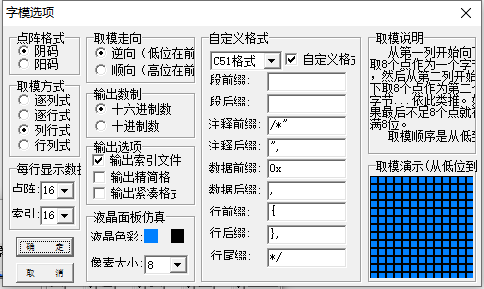 字模选项
点阵格式
阴码
阳码
取模方式
逐列式
逐行式
列行式
行列式
每行显示数据
点阵: 16
索引: 16
确 定
取 消
取模走向
逆向(低位在前
顺向(高位在前
输出数制
十六进制数
十进制数
输出选项
输出索引文件
输出精简格
输出紧凑格式
液晶面板仿真
液晶色彩:
像素大小: 8
自定义格式
C51格式
自定义格式
段前缀:
段后缀:
注释前缀: /*"
注释后缀: ",
数据前缀: 0x
数据后缀: ,
行前缀: {
行后缀: },
行尾缀: */
取模说明
从第一列开始向下
取8个点作为一个字节
，然后从第二列开始
下取8个点作为第二个
字节...依此类推。如
果最后不足8个点就补
满8位。
取模顺序是从低到
取模演示(从低位到